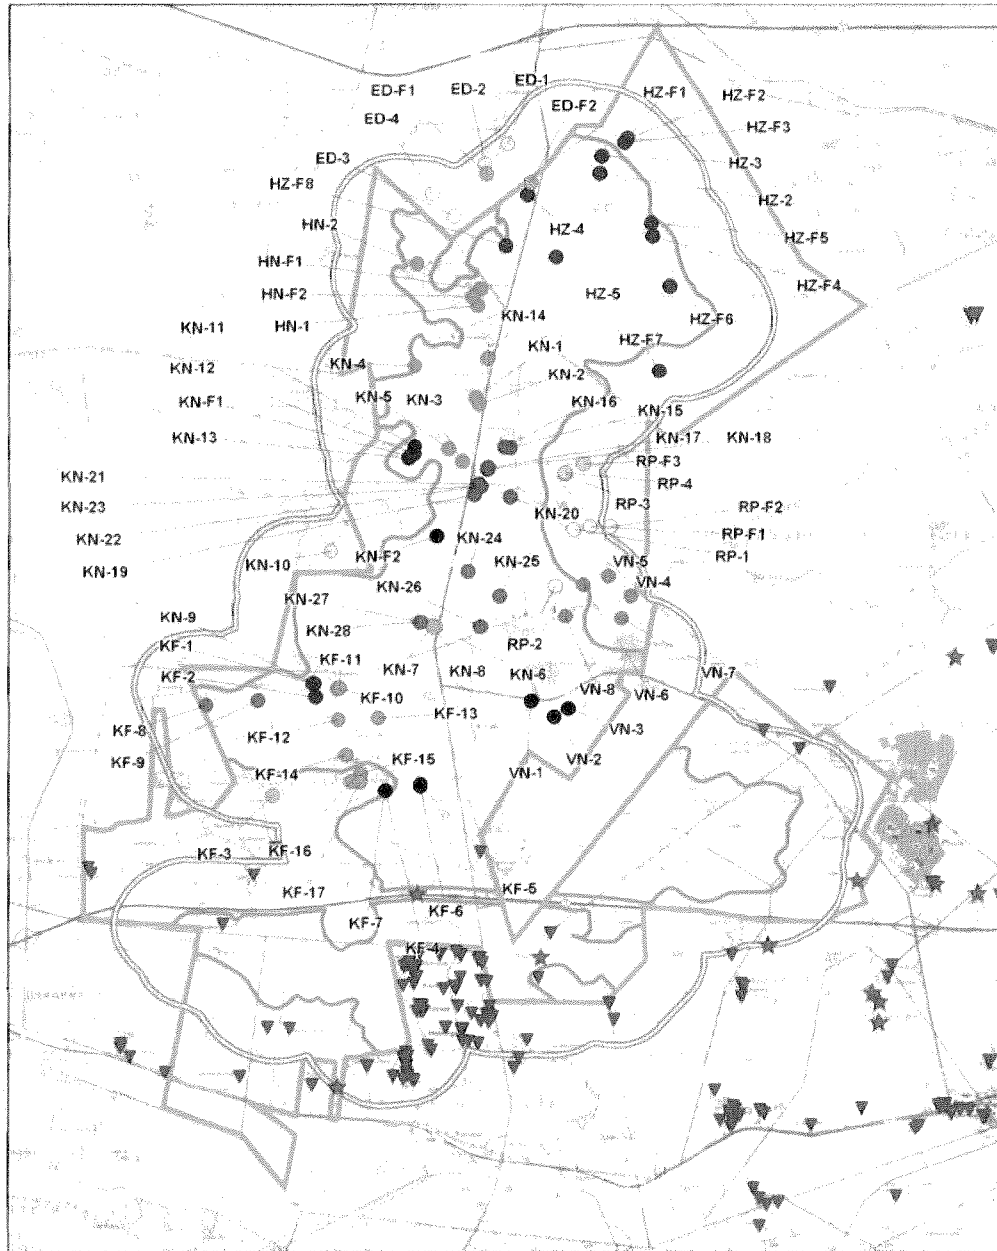 ED-1
ED-F1 ED-2 HZ-F1 HZ-F2
ED-4 ED-F2 HZ-F3
ED-3 HZ-3
HZ-F8 HZ-2
HN-2 HZ-4 HZ-F5
HN-F1 HZ-F4
HN-F2 HZ-5
KN-11 HN-1 KN-14 HZ-F6
KN-12 KN-4 KN-1 HZ-F7
KN-F1 KN-5 KN-3 KN-2 KN-16
KN-13 KN-15
KN-17 KN-18
KN-21 RP-F3
KN-23 RP-4
KN-22 KN-20 RP-3 RP-F2
KN-19 KN-10 KN-F2 KN-24 RP-F1
KN-25 VN-5 RP-1
KN-26 VN-4
KN-9 KN-27
KF-1 KN-28 RP-2
KF-2 KF-11 KN-7 KN-8 KN-6 VN-7
KF-10 VN-8 VN-6
KF-8 KF-12 KF-13 VN-3
KF-9 KF-14 KF-15 VN-1 VN-2
KF-3 KF-16
KF-17 KF-5
KF-7 KF-6
KF-4